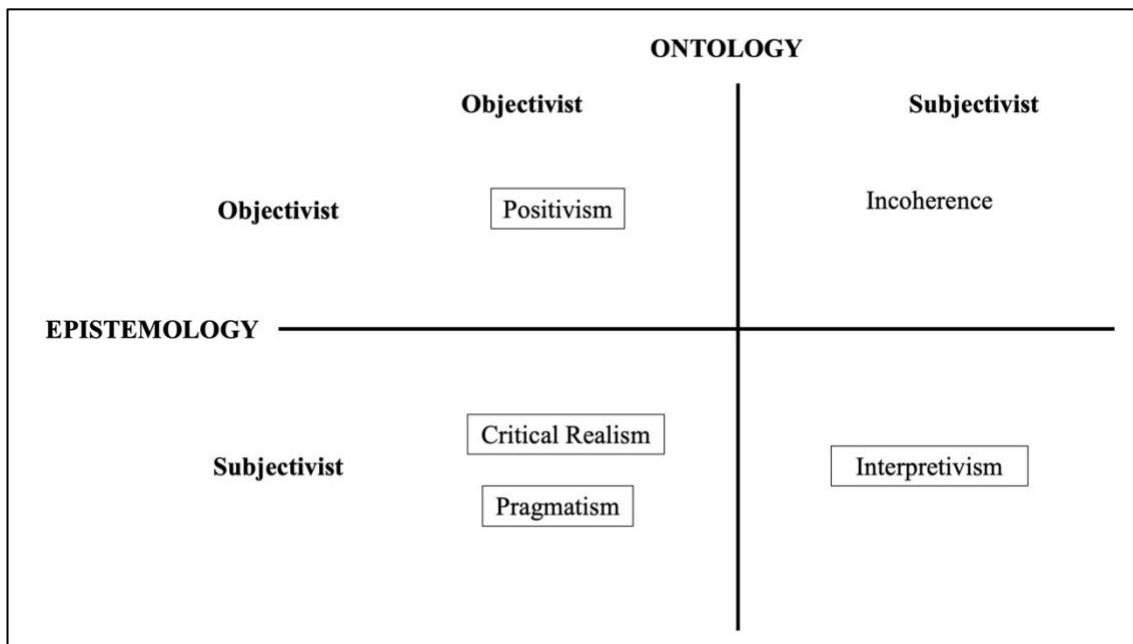 ONTOLOGY
Objectivist
Subjectivist
Objectivist
Positivism
Incoherence
EPISTEMOLOGY
Critical Realism
Subjectivist
Interpretivism
Pragmatism